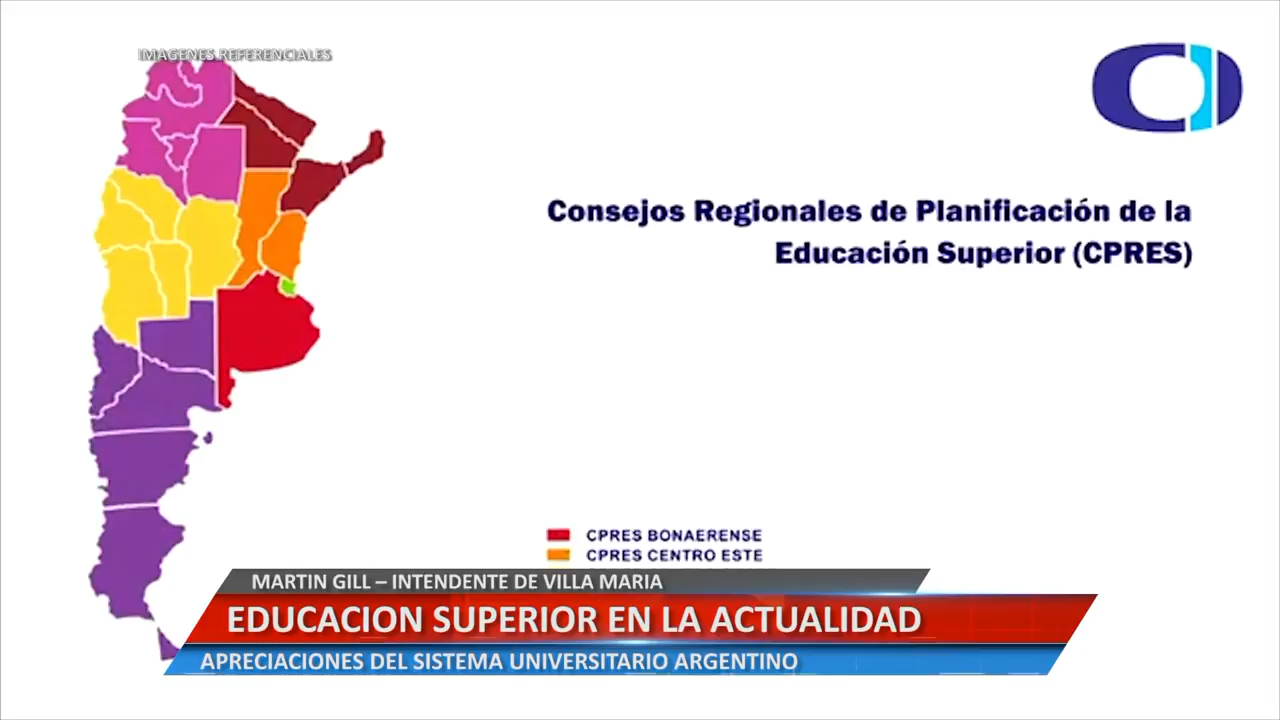 IMAGENES REFERENCIALES
Consejos Regionales de Planificación de la
Educación Superior (CPRES)
CPRES BONAERENSE
CPRES CENTRO ESTE
MARTIN GILL – INTENDENTE DE VILLA MARIA
EDUCACION SUPERIOR EN LA ACTUALIDAD
APRECIACIONES DEL SISTEMA UNIVERSITARIO ARGENTINO